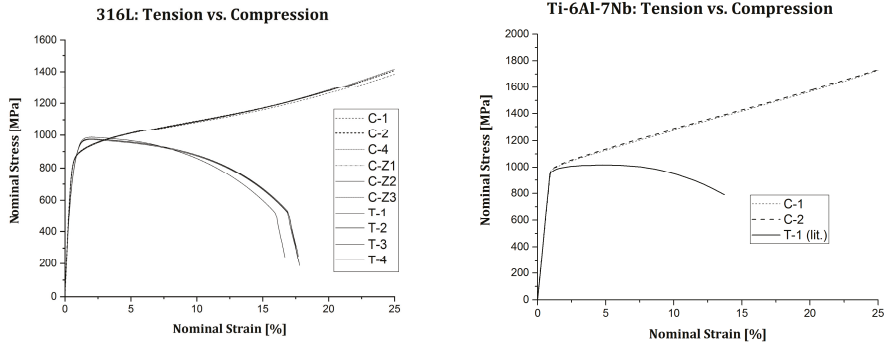 316L: Tension vs. Compression
1600
1400
1200
1000
800
600
400
200
0
0
5
10
15
20
25
Nominal Stress [MPa]
Nominal Strain [%]
C-1
C-2
C-4
C-Z1
C-Z2
C-Z3
T-1
T-2
T-3
T-4
Ti-6Al-7Nb: Tension vs. Compression
2000
1800
1600
1400
1200
1000
800
600
400
200
0
0
5
10
15
20
25
Nominal Stress [MPa]
Nominal Strain [%]
C-1
C-2
T-1 (lit.)